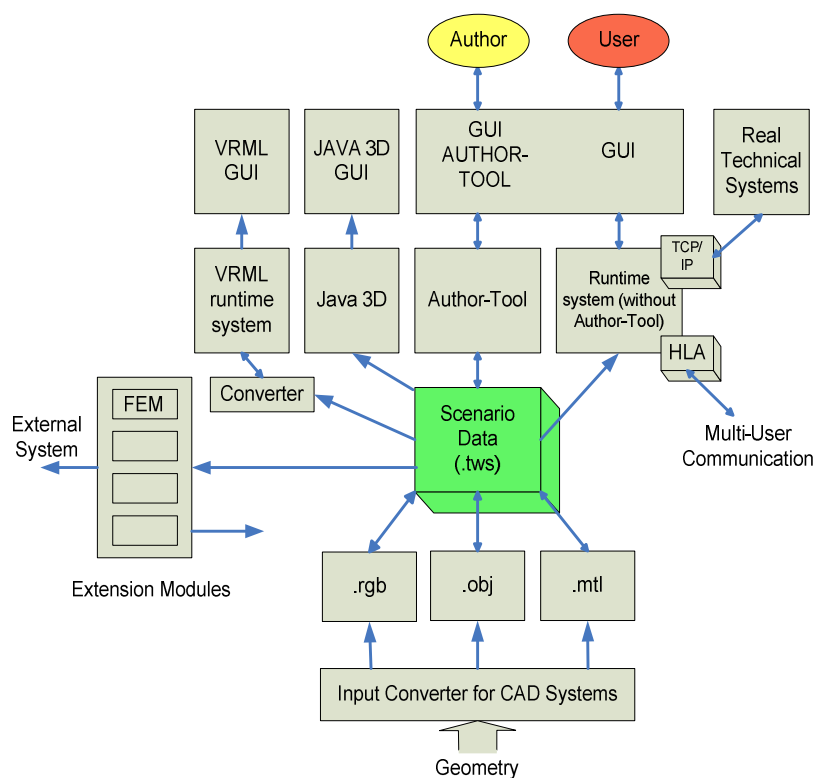 Author
User
VRML
GUI
JAVA 3D
GUI
GUI
AUTHOR-
TOOL
GUI
Real
Technical
Systems
VRML
runtime
system
Java 3D
Author-Tool
Runtime
system (without
Author-Tool)
TCP/
IP
HLA
Converter
Multi-User
Communication
FEM
External
System
Scenario
Data
(.tws)
Extension Modules
.rgb
.obj
.mtl
Input Converter for CAD Systems
Geometry